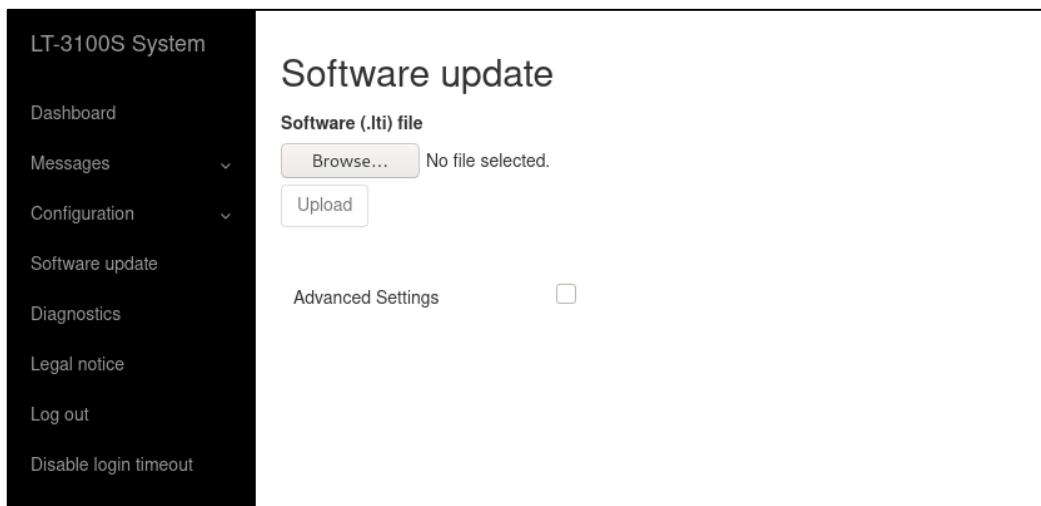 LT-3100S System
Dashboard
Messages
Configuration
Software update
Diagnostics
Legal notice
Log out
Disable login timeout
Software update
Software (.lti) file
Browse... No file selected.
Upload
Advanced Settings